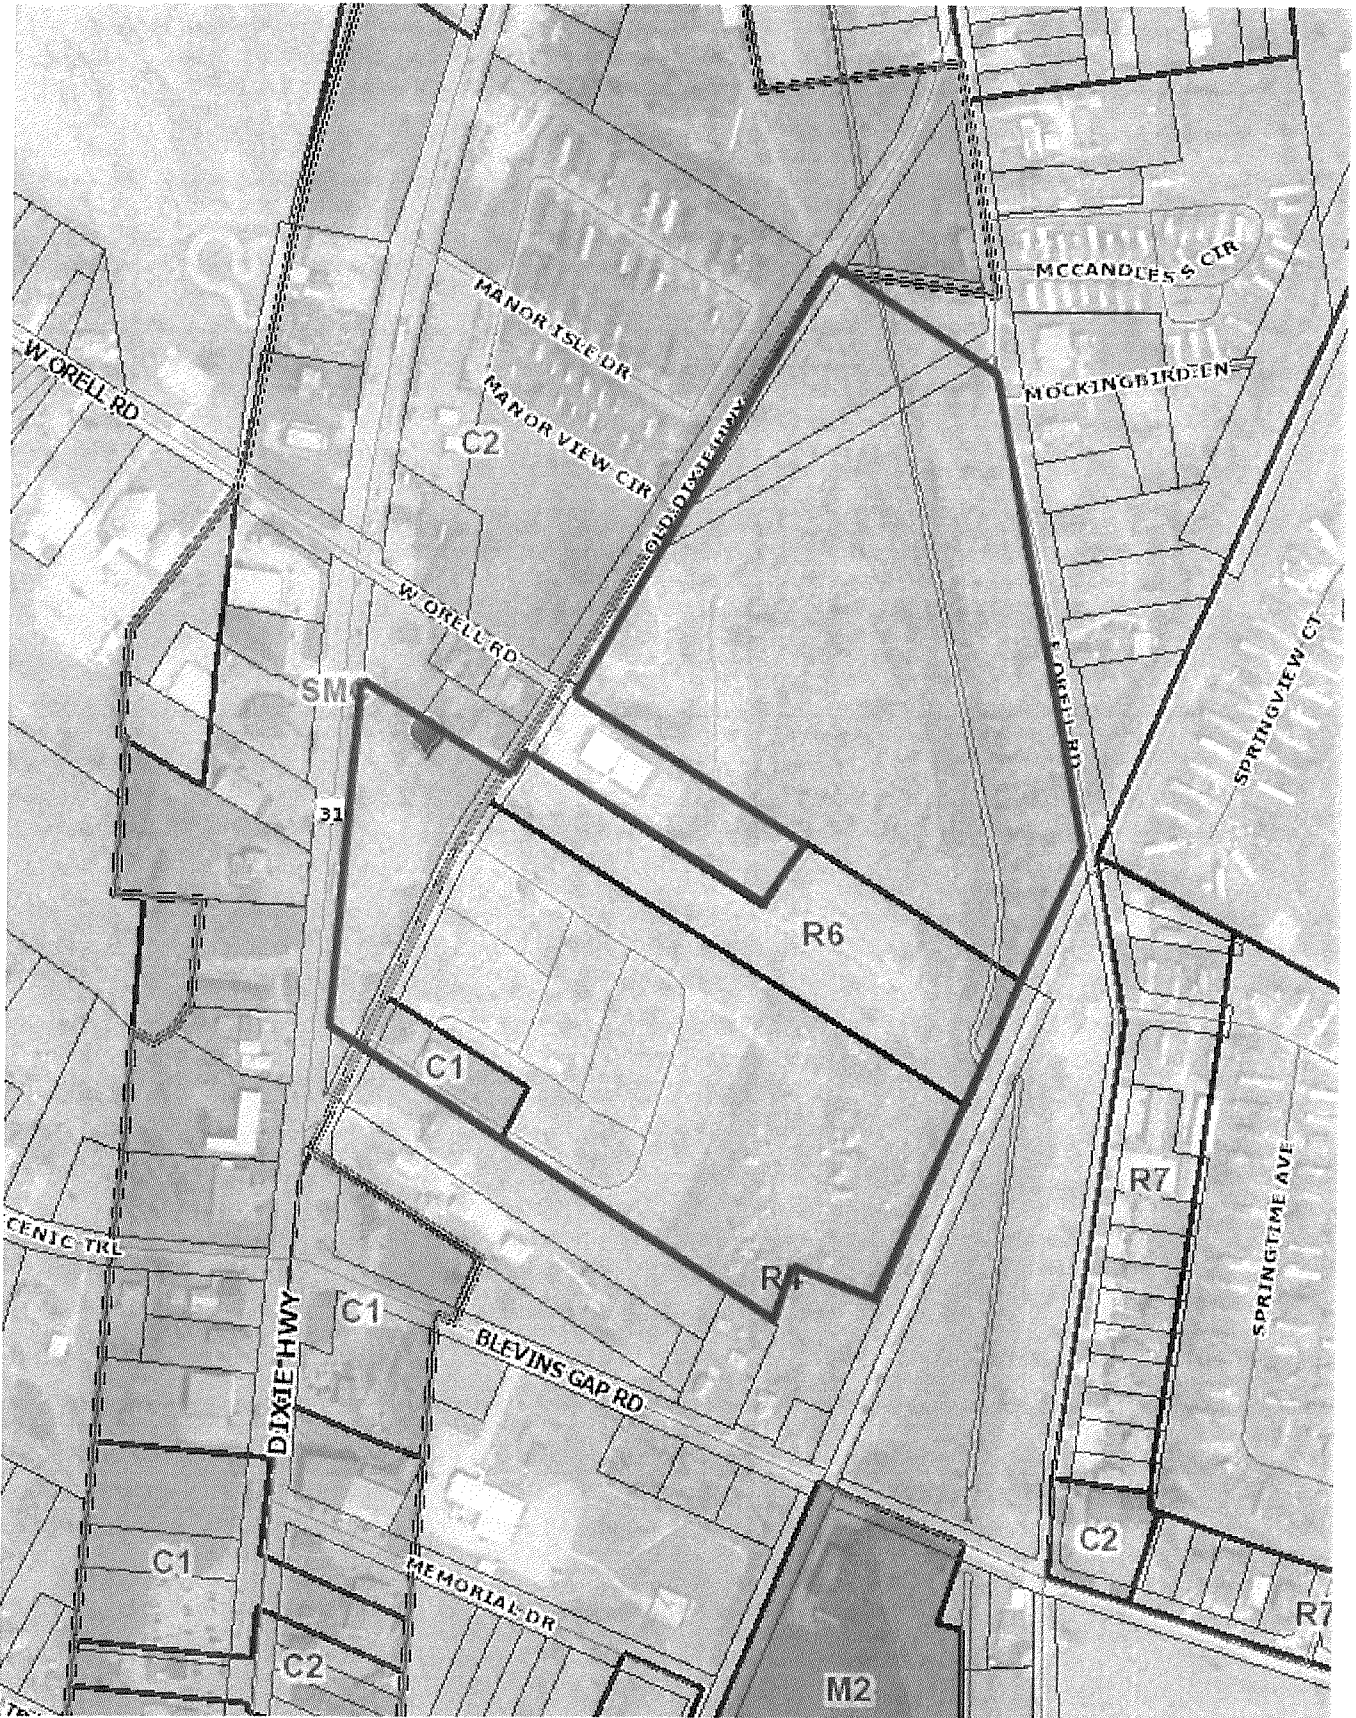 MCCANDLESS CIR
MANOR ISLE DR
W ORELL RD
MOCKINGBIRD LN
MANOR VIEW CIR
C2
OLD DIXIE HWY
W ORELL RD
SPRINGVIEW CT
E ORELL RD
31
R6
C1
R7
SPRINGTIME AVE
CENIC TRL
C1
DIXIE HWY
BLEVINS GAP RD
C2
C1
MEMORIAL DR
R7
C2
M2